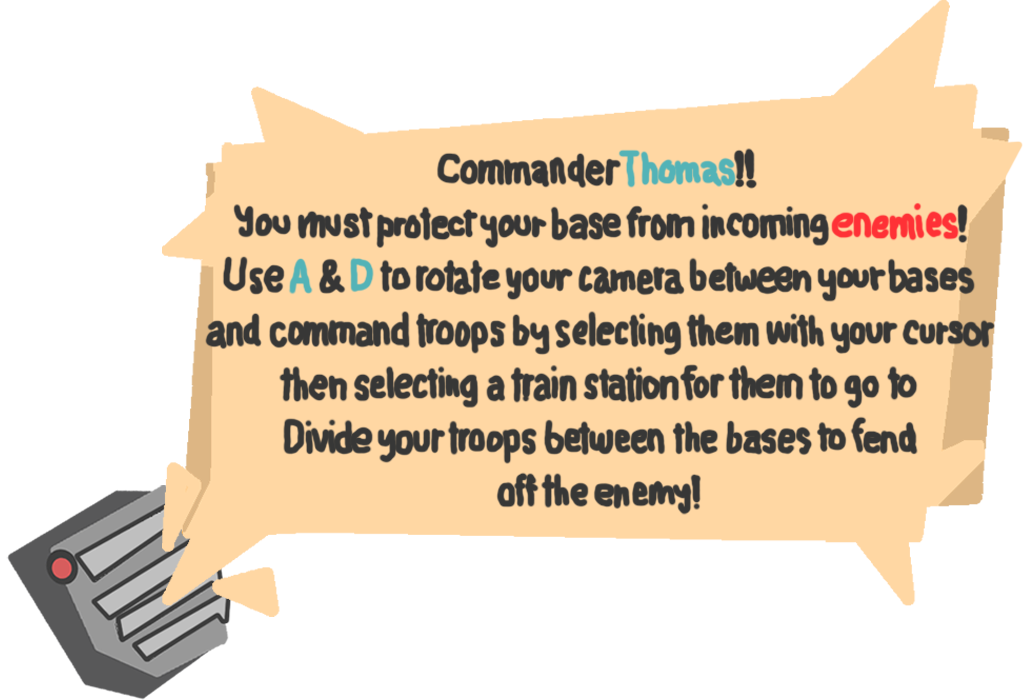 Commander Thomas!!
You must protect your base from incoming enemies!
Use A & D to rotate your camera between your bases
and command troops by selecting them with your cursor
then selecting a train station for them to go to
Divide your troops between the bases to fend
off the enemy!